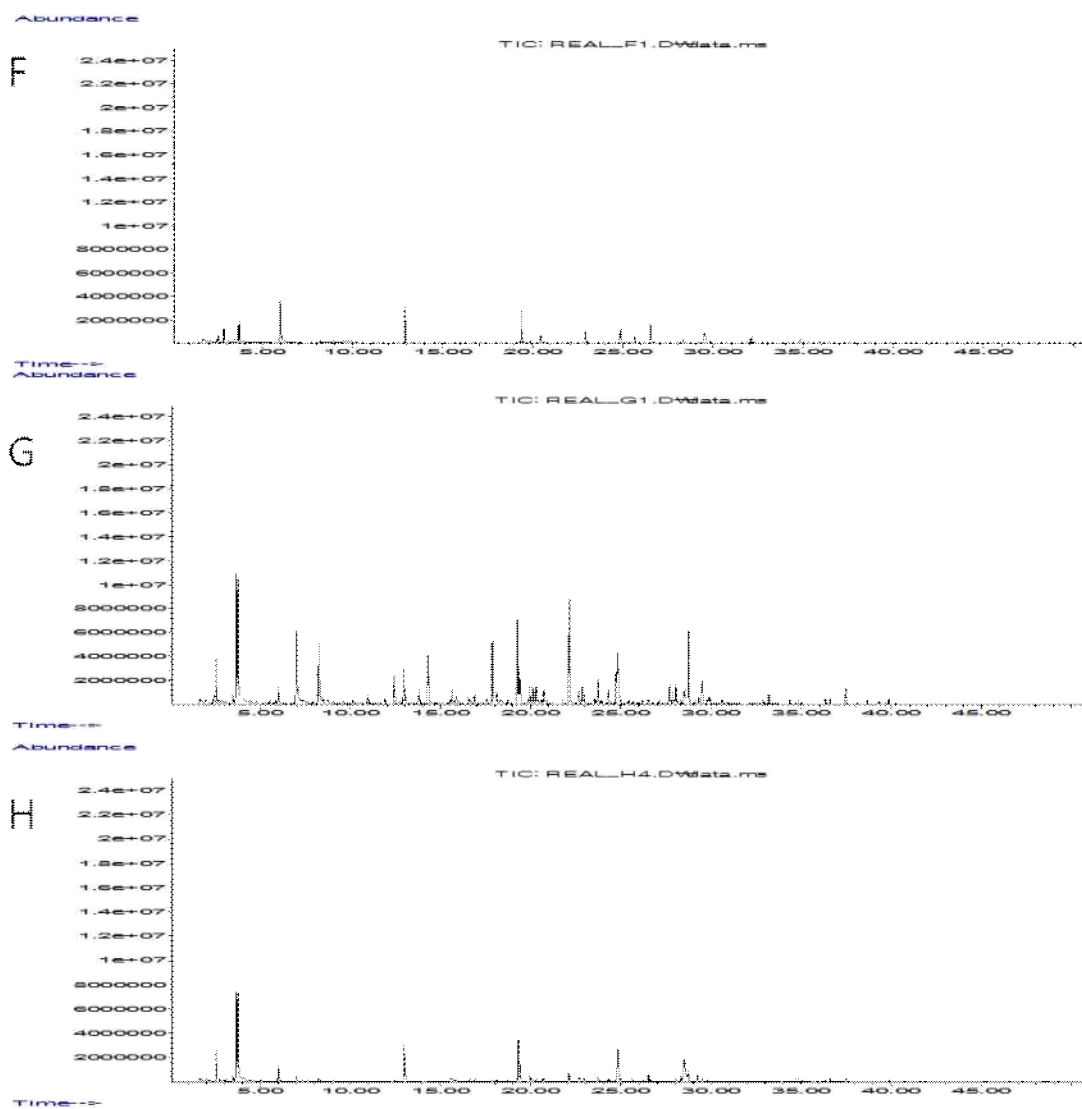 Abundance
TIC: REAL_F1.D\data.ms
F
2.4e+07
2.2e+07
2e+07
1.8e+07
1.6e+07
1.4e+07
1.2e+07
1e+07
8000000
6000000
4000000
2000000
5.00 10.00 15.00 20.00 25.00 30.00 35.00 40.00 45.00
Time-->
Abundance
TIC: REAL_G1.D\data.ms
G
2.4e+07
2.2e+07
2e+07
1.8e+07
1.6e+07
1.4e+07
1.2e+07
1e+07
8000000
6000000
4000000
2000000
5.00 10.00 15.00 20.00 25.00 30.00 35.00 40.00 45.00
Time-->
Abundance
TIC: REAL_H4.D\data.ms
H
2.4e+07
2.2e+07
2e+07
1.8e+07
1.6e+07
1.4e+07
1.2e+07
1e+07
8000000
6000000
4000000
2000000
5.00 10.00 15.00 20.00 25.00 30.00 35.00 40.00 45.00
Time-->